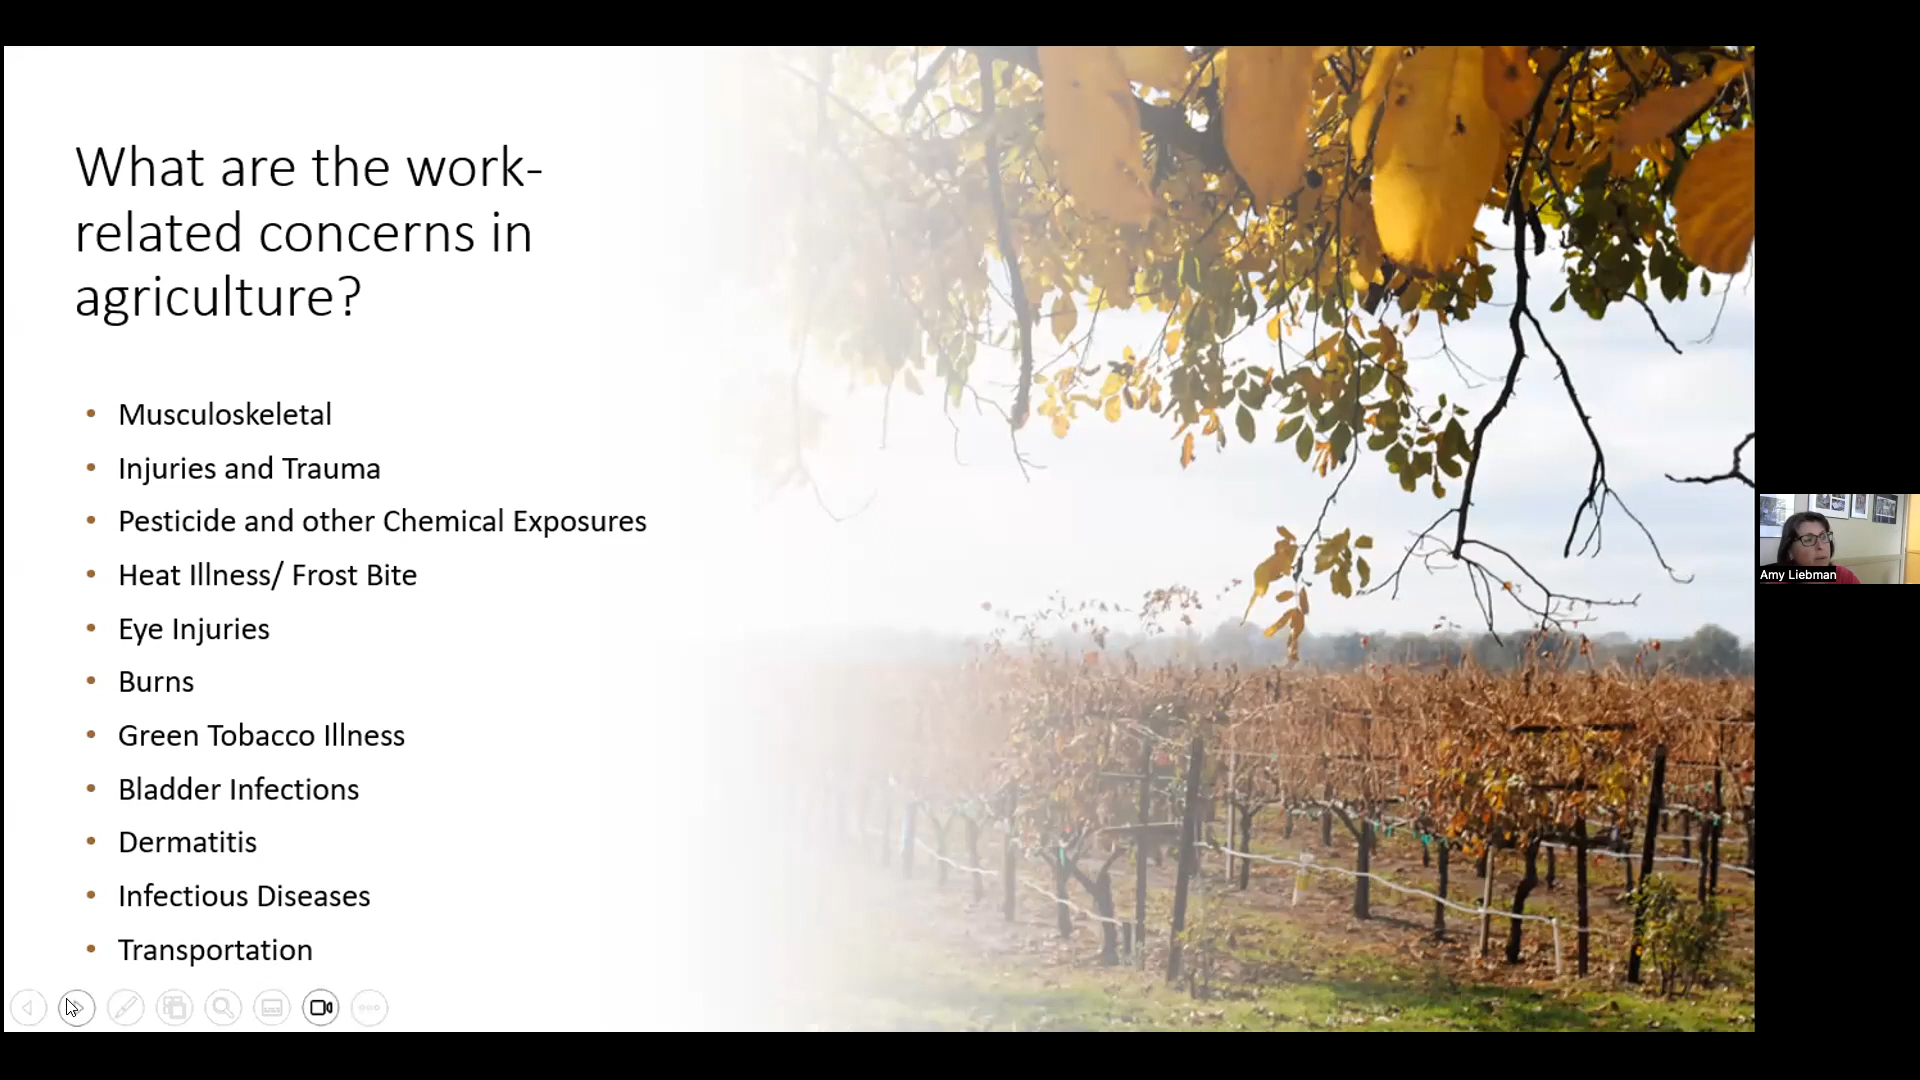 What are the work-
related concerns in
agriculture?
• Musculoskeletal
• Injuries and Trauma
• Pesticide and other Chemical Exposures
• Heat Illness/ Frost Bite
• Eye Injuries
• Burns
• Green Tobacco Illness
• Bladder Infections
• Dermatitis
• Infectious Diseases
• Transportation
Amy Liebman